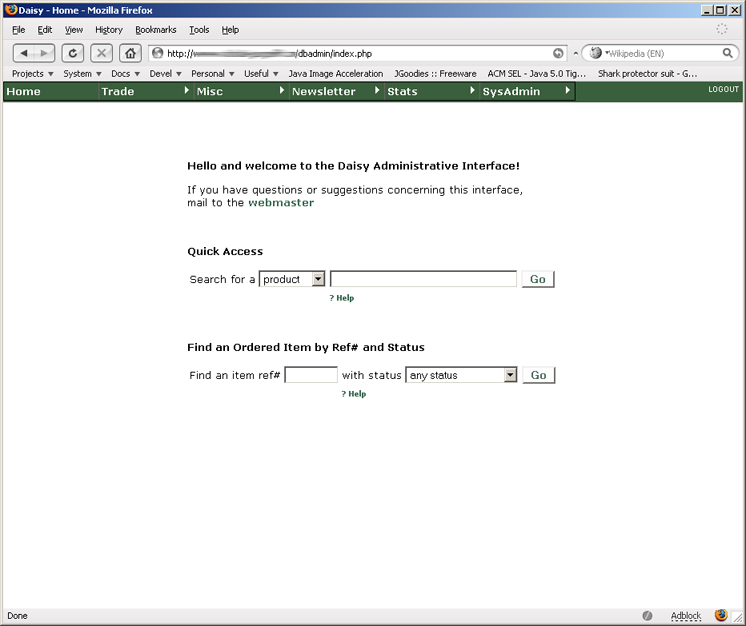 Daisy - Home - Mozilla Firefox
File Edit View History Bookmarks Tools Help
http:// /dbadmin/index.php Wikipedia (EN)
Projects System Docs Devel Personal Useful Java Image Acceleration JGoodies :: Freeware ACM SEL - Java 5.0 Tig... Shark protector suit - G...
Home Trade Misc Newsletter Stats SysAdmin LOGOUT
Hello and welcome to the Daisy Administrative Interface!
If you have questions or suggestions concerning this interface,
mail to the webmaster
Quick Access
Search for a product Go
? Help
Find an Ordered Item by Ref# and Status
Find an item ref# with status any status Go
? Help
Done Adblock